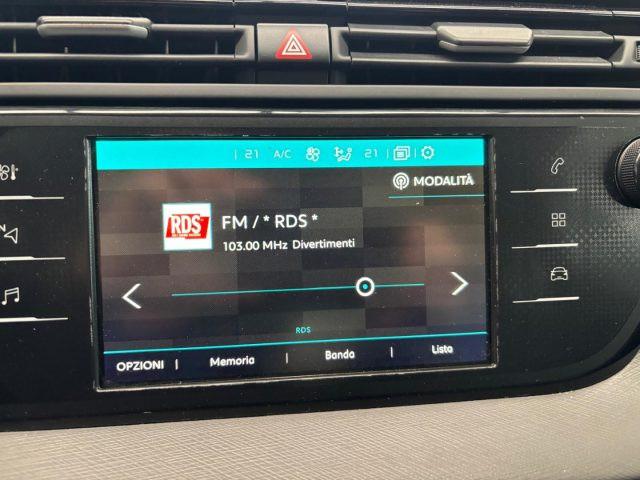 21 A/C 21
MODALITÀ
RDS
FM / * RDS *
103.00 MHz Divertimenti
RDS
OPZIONI | Memoria | Banda | Lista
N